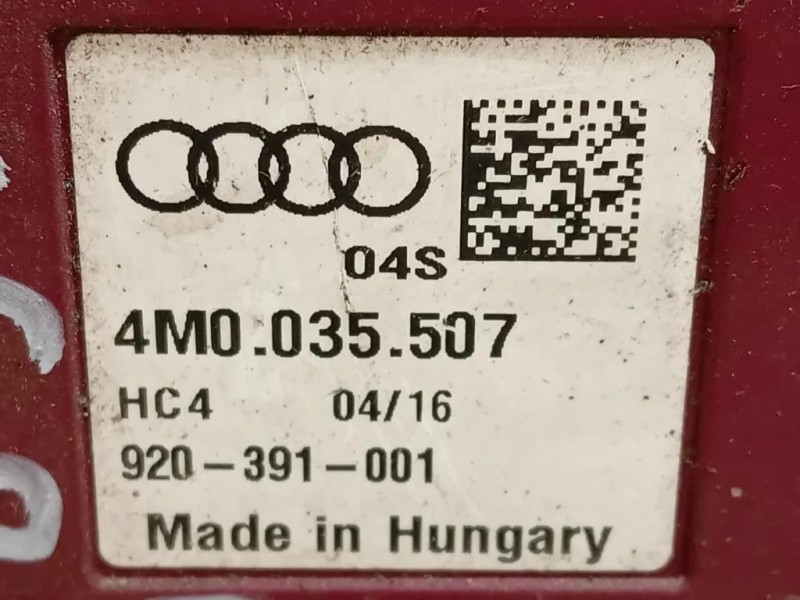 04S
4M0.035.507
HC4 04/16
920-391-001
Made in Hungary